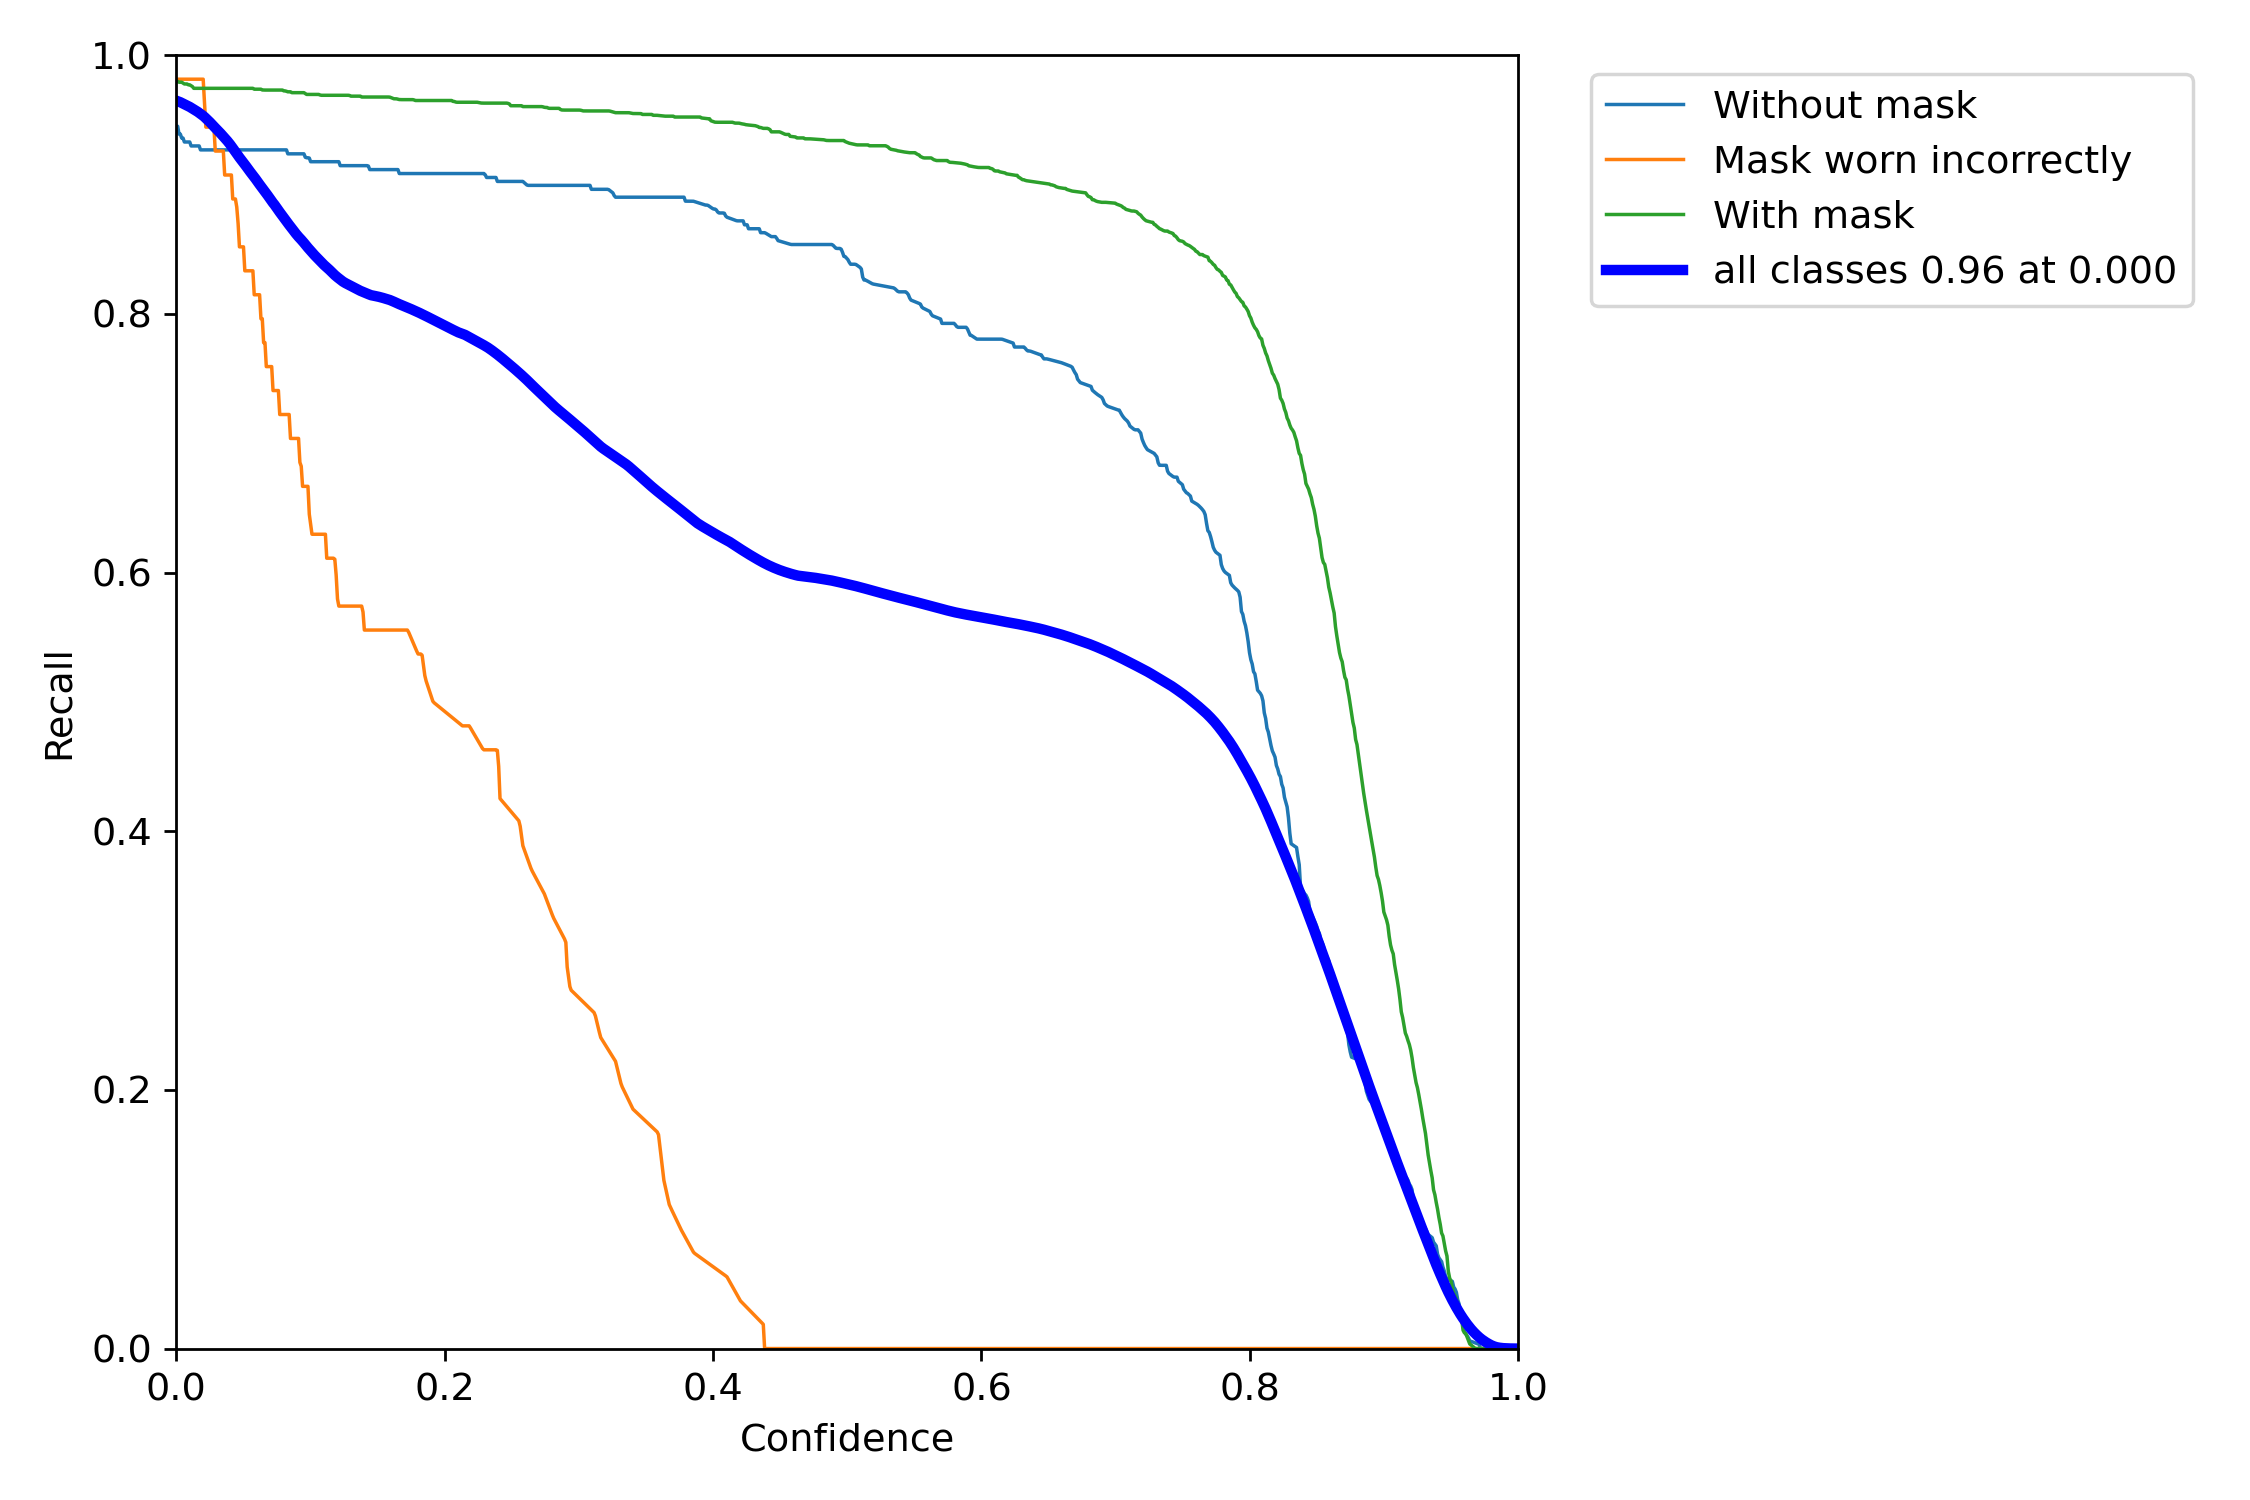 1.0
0.8
0.6
0.4
0.2
0.0
Recall
0.0 0.2 0.4 0.6 0.8 1.0
Confidence
Without mask
Mask worn incorrectly
With mask
all classes 0.96 at 0.000